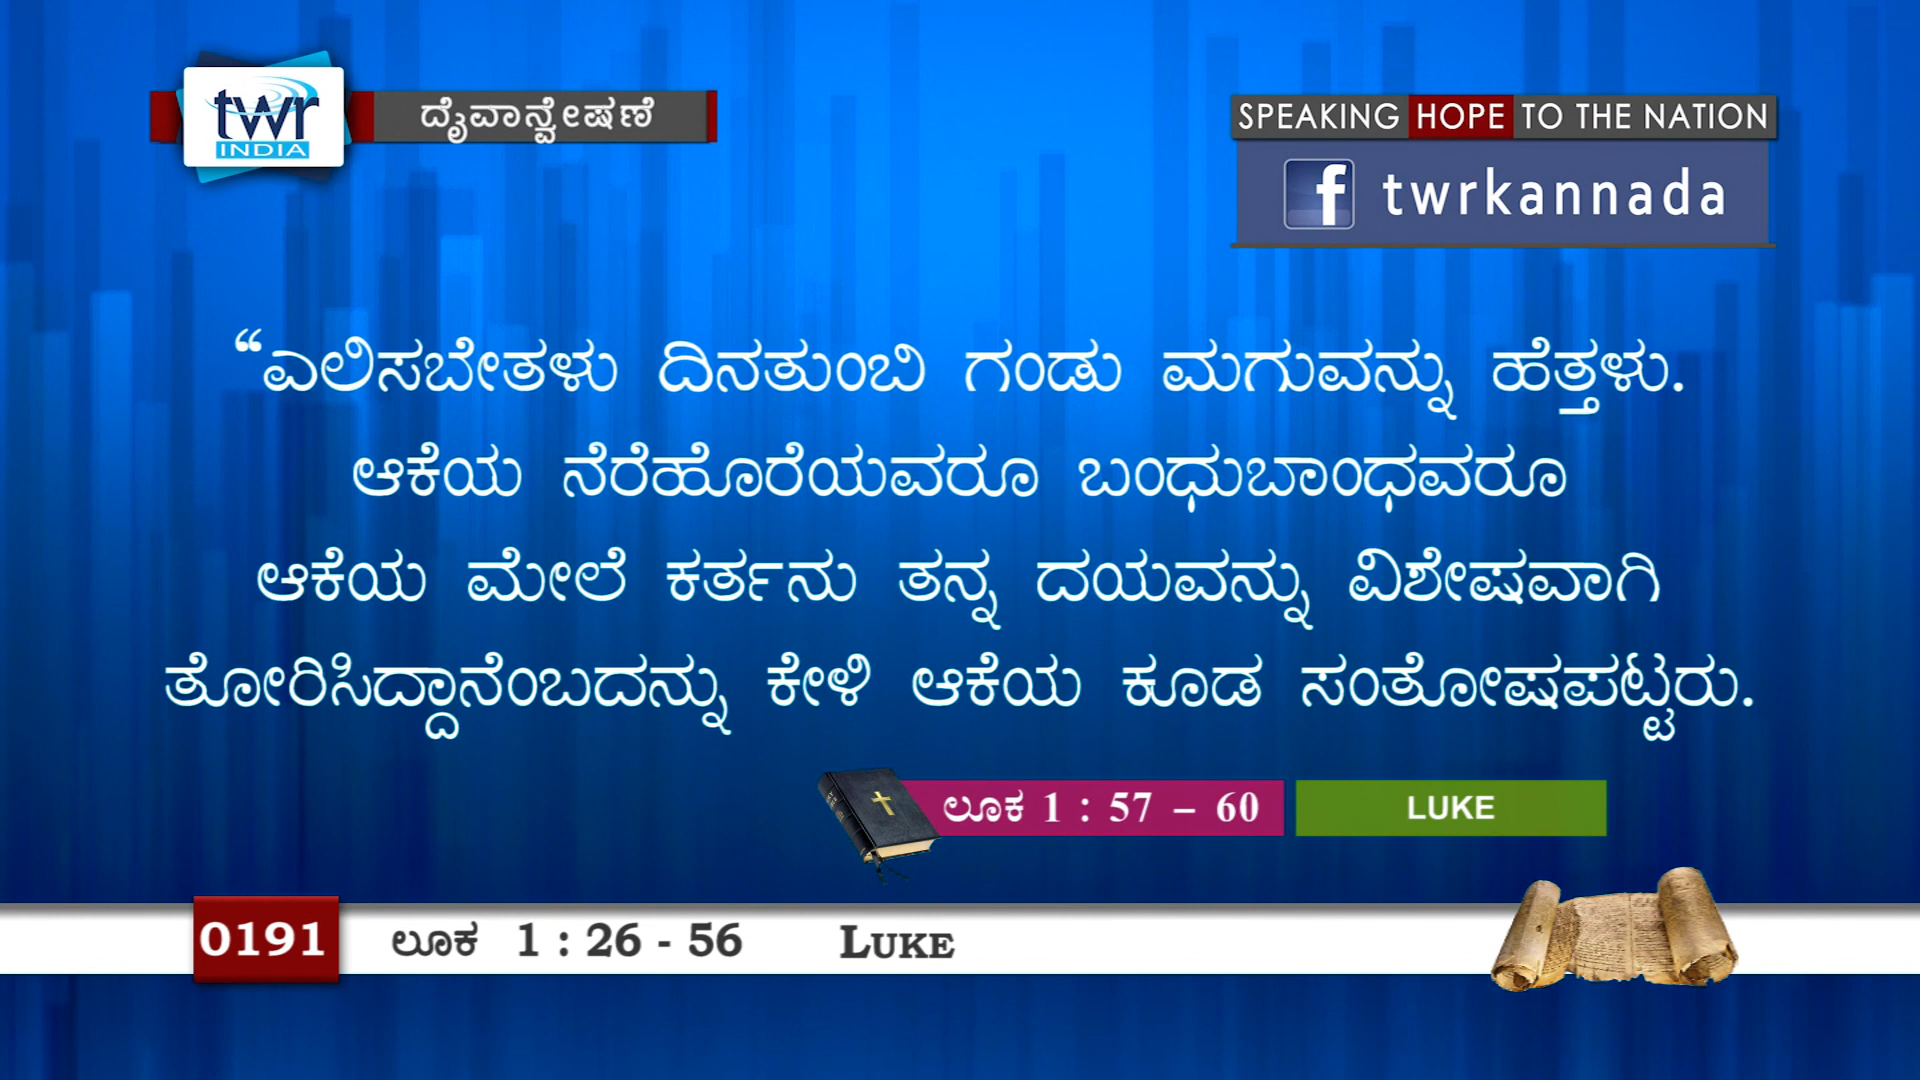 twr
INDIA
ದೈವಾನ್ವೇಷಣೆ
SPEAKING HOPE TO THE NATION
f twrkannada
“ಎಲಿಸಬೇತಳು ದಿನತುಂಬಿ ಗಂಡು ಮಗುವನ್ನು ಹೆತ್ತಳು.
ಆಕೆಯ ನೆರೆಹೊರೆಯವರೂ ಬಂಧುಬಾಂಧವರೂ
ಆಕೆಯ ಮೇಲೆ ಕರ್ತನು ತನ್ನ ದಯವನ್ನು ವಿಶೇಷವಾಗಿ
ತೋರಿಸಿದ್ದಾನೆಂಬದನ್ನು ಕೇಳಿ ಆಕೆಯ ಕೂಡ ಸಂತೋಷಪಟ್ಟರು.
ಲೂಕ 1 : 57 – 60 LUKE
0191 ಲೂಕ 1 : 26 - 56 LUKE